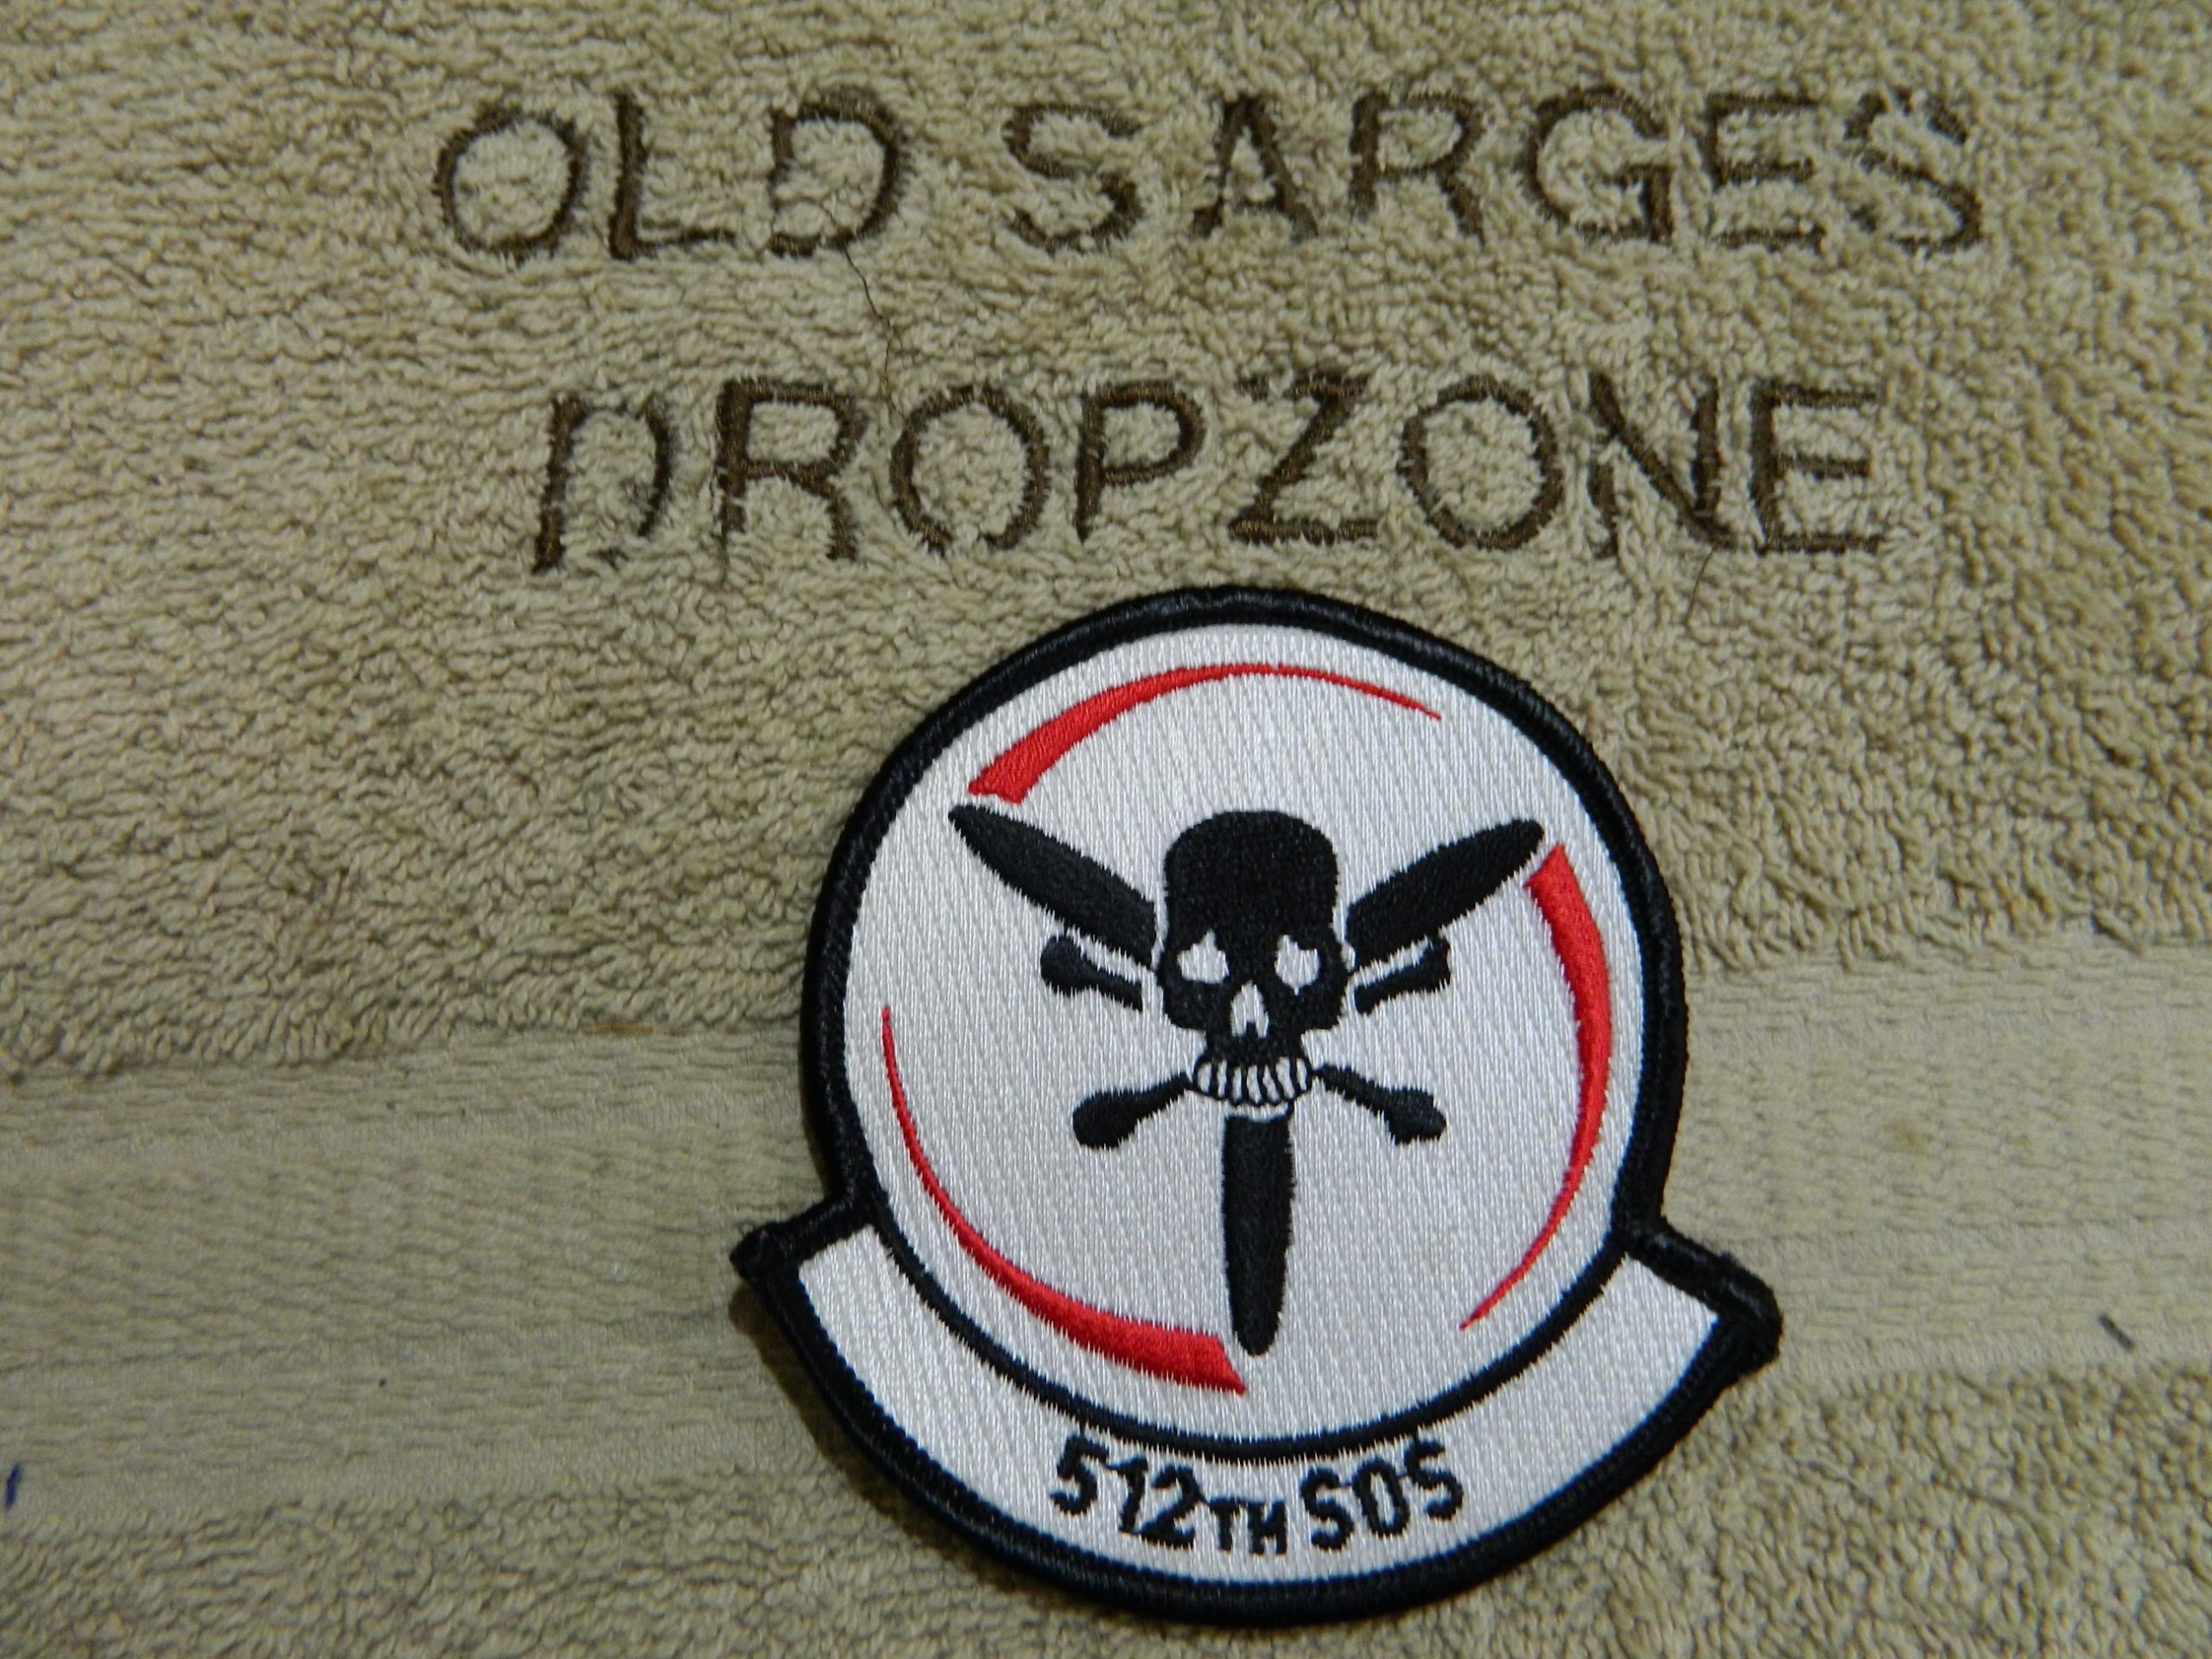 OLD SARGES
DROPZONE
512TH SOS